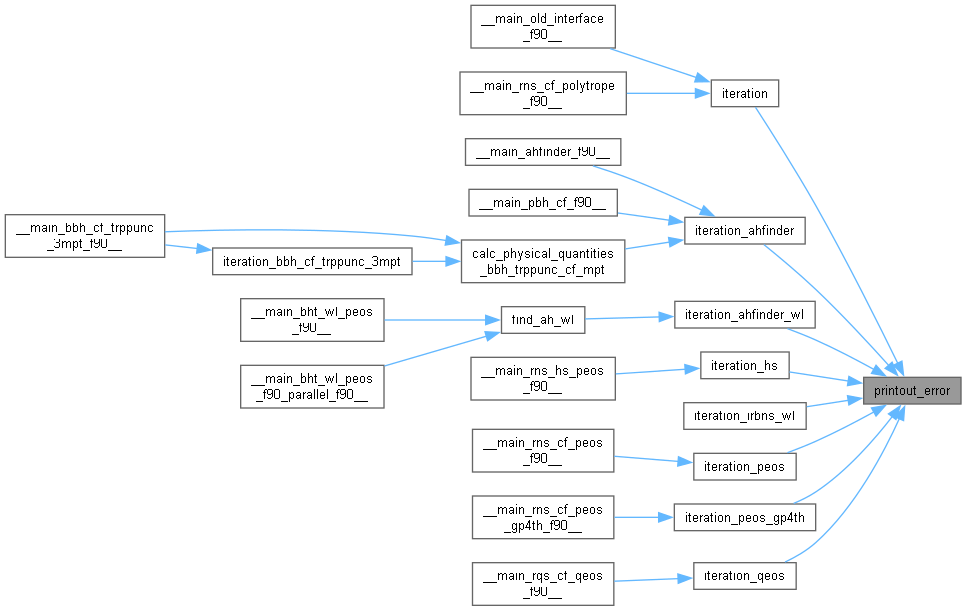 __main_old_interface
_f90__
__main_rns_cf_polytrope
_f90__
iteration
__main_ahfinder_f90__
__main_pbh_cf_f90__
iteration_ahfinder
__main_bbh_cf_trppunc
_3mpt_f90__
iteration_bbh_cf_trppunc_3mpt
calc_physical_quantities
_bbh_trppunc_cf_mpt
__main_bht_wl_peos
_f90__
find_ah_wl
iteration_ahfinder_wl
__main_bht_wl_peos
_f90_parallel_f90__
__main_rns_hs_peos
_f90__
iteration_hs
printout_error
iteration_irbns_wl
__main_rns_cf_peos
_f90__
iteration_peos
__main_rns_cf_peos
_gp4th_f90__
iteration_peos_gp4th
__main_rqs_cf_qeos
_f90__
iteration_qeos